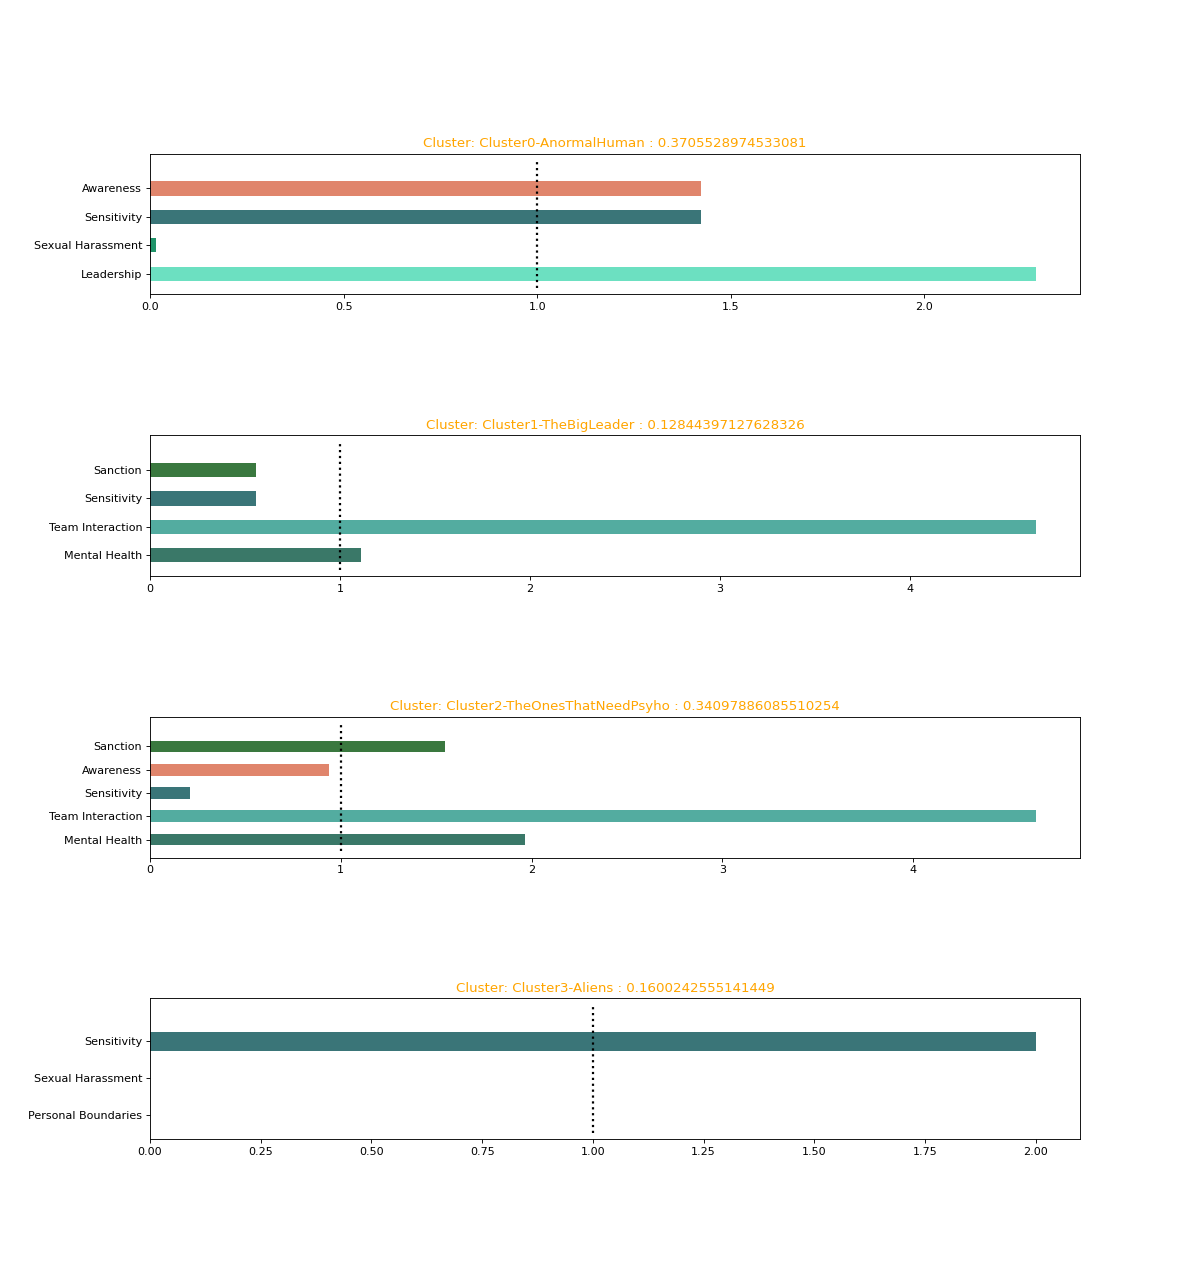 Cluster: Cluster0-AnormalHuman : 0.3705528974533081
Awareness
Sensitivity
Sexual Harassment
Leadership
0.0 0.5 1.0 1.5 2.0
Cluster: Cluster1-TheBigLeader : 0.12844397127628326
Sanction
Sensitivity
Team Interaction
Mental Health
0 1 2 3 4
Cluster: Cluster2-TheOnesThatNeedPsyho : 0.34097886085510254
Sanction
Awareness
Sensitivity
Team Interaction
Mental Health
0 1 2 3 4
Cluster: Cluster3-Aliens : 0.1600242555141449
Sensitivity
Sexual Harassment
Personal Boundaries
0.00 0.25 0.50 0.75 1.00 1.25 1.50 1.75 2.00